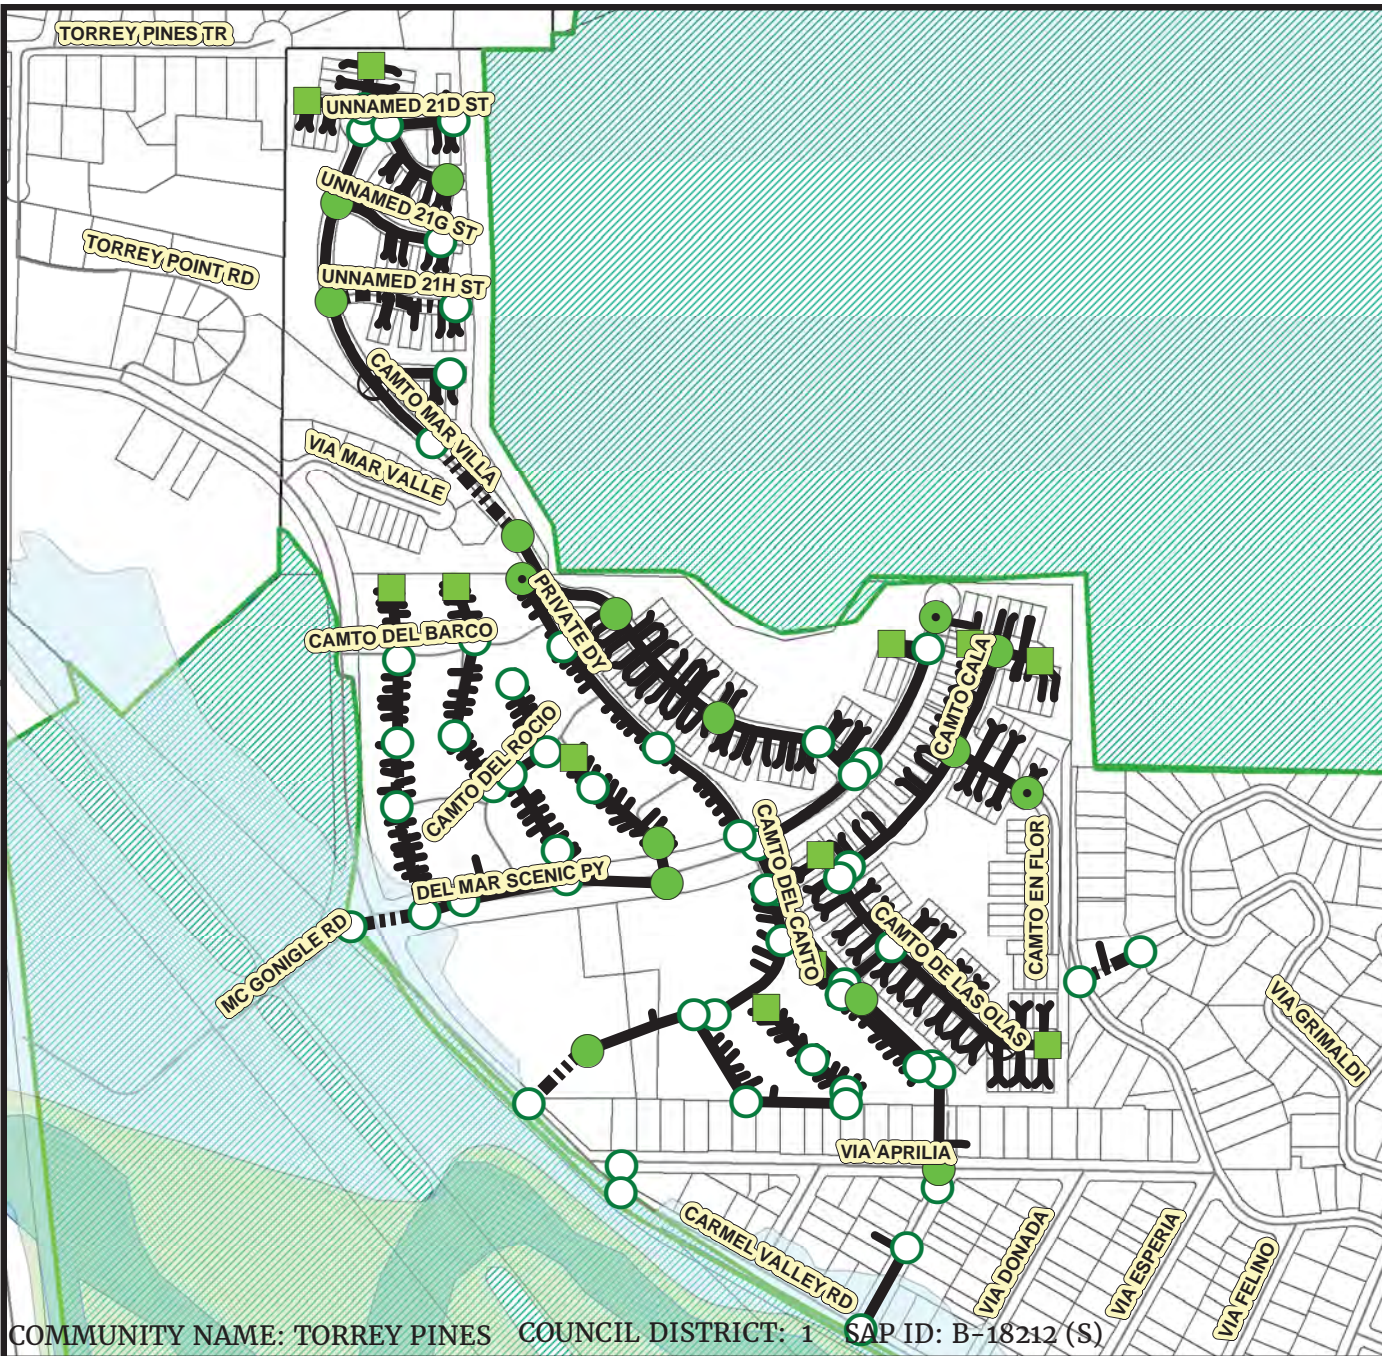 TORREY PINES TR
UNNAMED 21D ST
UNNAMED 21G ST
TORREY POINT RD
UNNAMED 21H ST
CAMTO MAR VILLA
VIA MAR VALLE
PRIVATE DY
CAMTO DEL BARCO
CAMTO CALA
CAMTO DEL ROCIO
CAMTO DEL CANTO
CAMTO EN FLOR
DEL MAR SCENIC PY
CAMTO DE LAS OLAS
MC GONIGLE RD
VIA GRIMALDI
VIA APRILIA
CARMEL VALLEY RD
VIA DONADA
VIA ESPERIA
VIA FELINO
COMMUNITY NAME: TORREY PINES COUNCIL DISTRICT: 1 SAP ID: B-18212 (S)